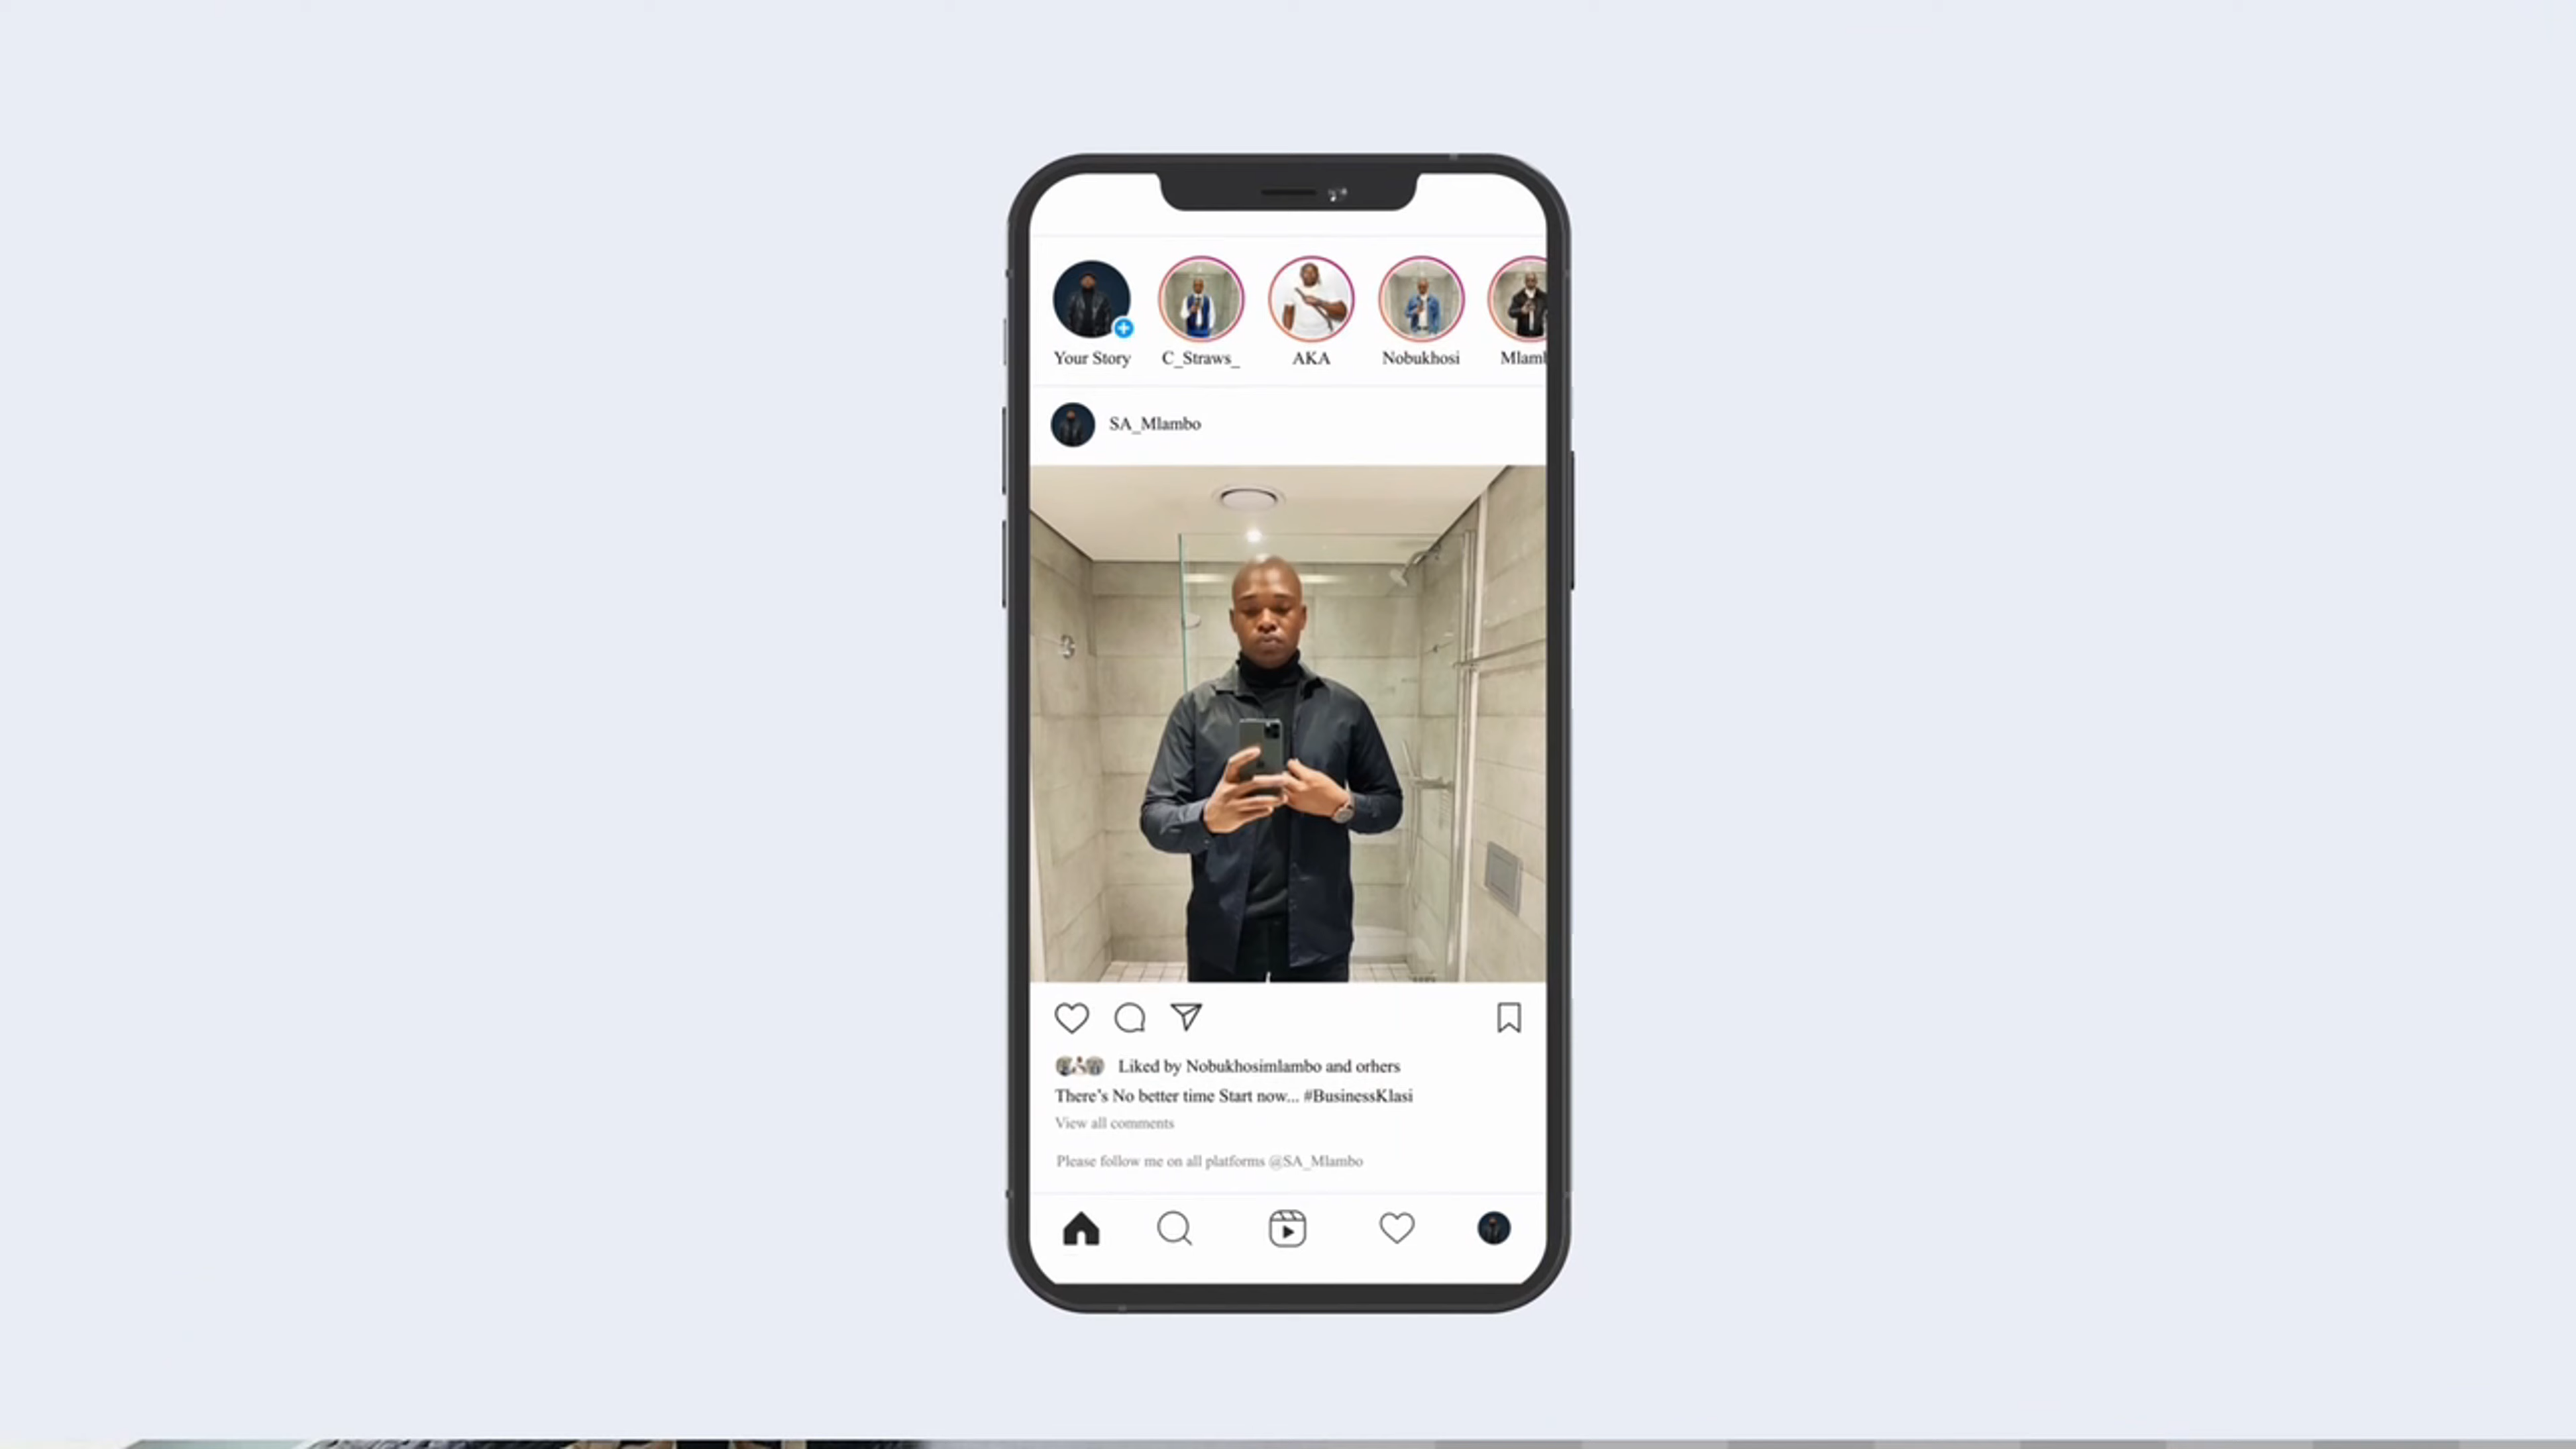 Your Story
C_Straws_
AKA
Nobukhosi
Mlamb
SA_Mlambo
Liked by Nobukhosimlambo and orhers
There's No better time Start now... #BusinessKlasi
View all comments
Please follow me on all platforms @SA_Mlambo